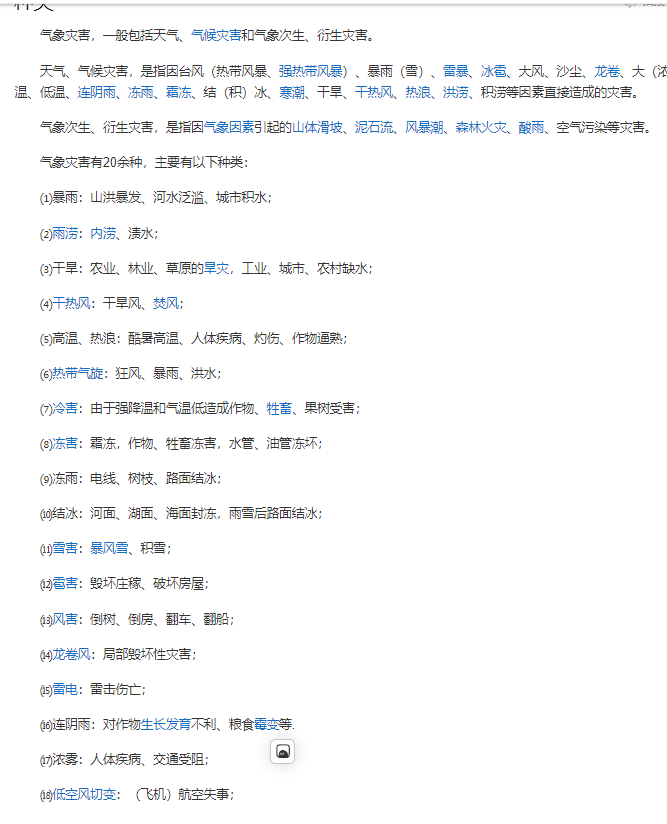 气象灾害，一般包括天气、气候灾害和气象次生、衍生灾害。
天气、气候灾害，是指因台风（热带风暴、强热带风暴）、暴雨（雪）、雷暴、冰雹、大风、沙尘、龙卷、大（浓
温、低温、连阴雨、冻雨、霜冻、结（积）冰、寒潮、干旱、干热风、热浪、洪涝、积涝等因素直接造成的灾害。
气象次生、衍生灾害，是指因气象因素引起的山体滑坡、泥石流、风暴潮、森林火灾、酸雨、空气污染等灾害。
气象灾害有20余种，主要有以下种类：
⑴暴雨：山洪暴发、河水泛滥、城市积水；
⑵雨涝：内涝、渍水；
⑶干旱：农业、林业、草原的旱灾，工业、城市、农村缺水；
⑷干热风：干旱风、焚风；
⑸高温、热浪：酷暑高温、人体疾病、灼伤、作物逼熟；
⑹热带气旋：狂风、暴雨、洪水；
⑺冷害：由于强降温和气温低造成作物、牲畜、果树受害；
⑻冻害：霜冻，作物、牲畜冻害，水管、油管冻坏；
⑼冻雨：电线、树枝、路面结冰；
⑽结冰：河面、湖面、海面封冻，雨雪后路面结冰；
⑾雪害：暴风雪、积雪；
⑿雹害：毁坏庄稼、破坏房屋；
⒀风害：倒树、倒房、翻车、翻船；
⒁龙卷风：局部毁坏性灾害；
⒂雷电：雷击伤亡；
⒃连阴雨：对作物生长发育不利、粮食霉变等.
⒄浓雾：人体疾病、交通受阻；
⒅低空风切变：（飞机）航空失事；